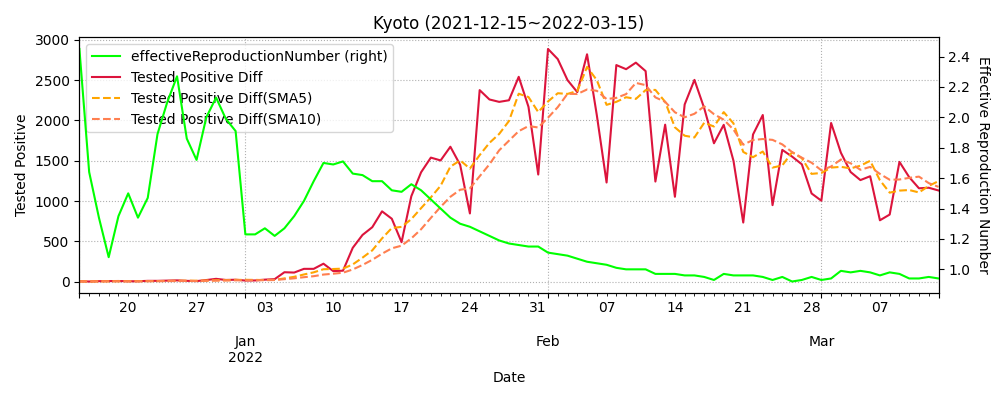 Kyoto (2021-12-15~2022-03-15)
effectiveReproductionNumber (right)
Tested Positive Diff
Tested Positive Diff(SMA5)
Tested Positive Diff(SMA10)
Tested Positive
3000
2500
2000
1500
1000
500
0
2.4
2.2
2.0
1.8
1.6
1.4
1.2
1.0
Effective Reproduction Number
20 27 03 10 17 24 31 07 14 21 28 07
Jan Feb Mar
2022
Date